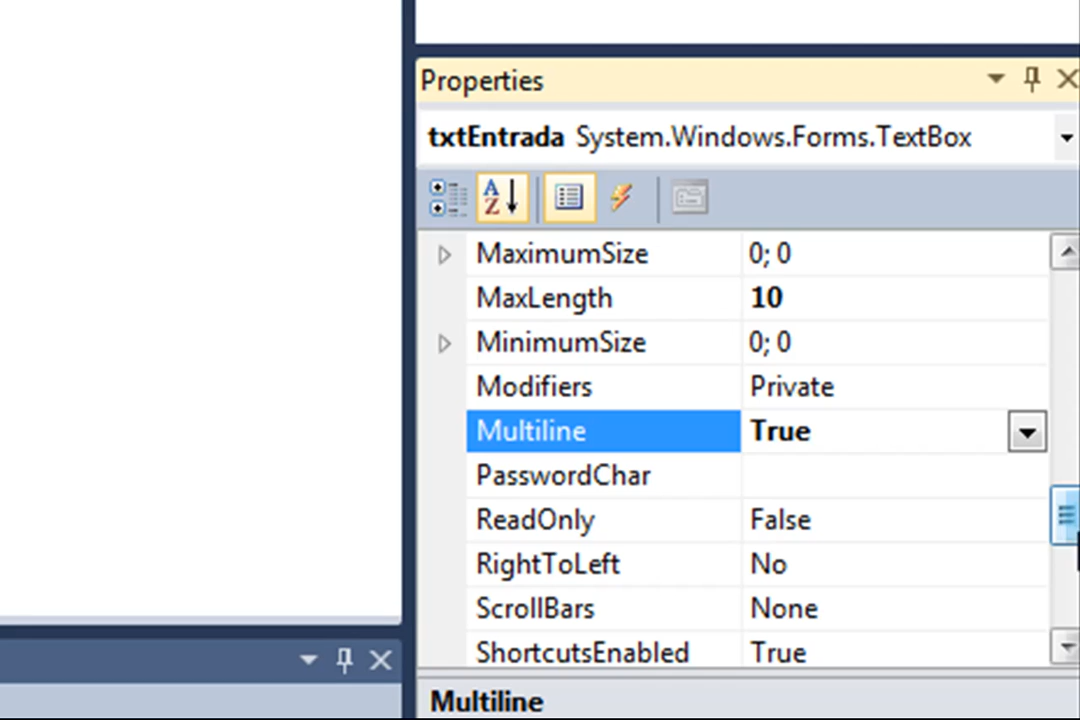 Properties
txtEntrada System.Windows.Forms.TextBox
MaximumSize 0; 0
MaxLength 10
MinimumSize 0; 0
Modifiers Private
Multiline True
PasswordChar
ReadOnly False
RightToLeft No
ScrollBars None
ShortcutsEnabled True
Multiline